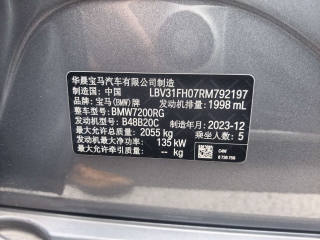 华晨宝马汽车有限公司制造
制造国: 中国 LBV31FH07RM792197
品牌: 宝马(BMW)牌 发动机排量: 1998 mL
整车型号: BMW7200RG
发动机型号: B48B20C 制造年月: 2023-12
最大允许总质量: 2055 kg 乘坐人数: 5
发动机最大净功率: 135 kW
最大允许牵引质量: -- kg